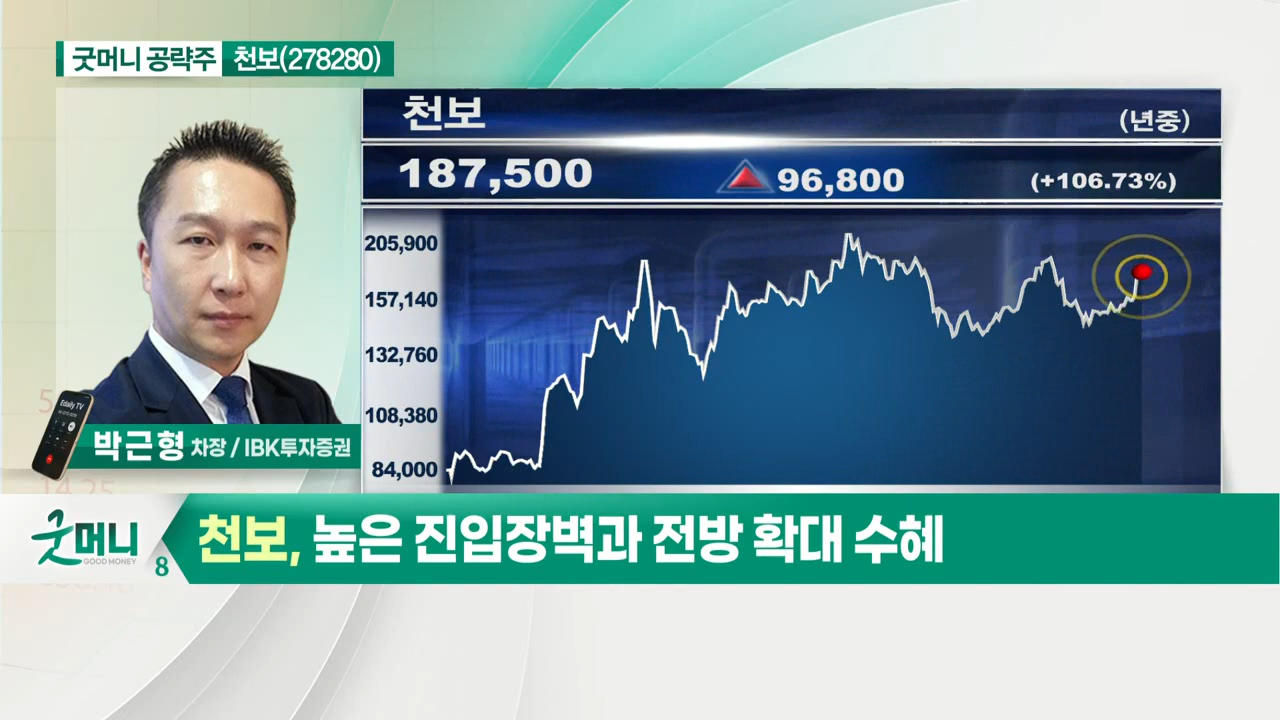 굿머니 공략주 천보(278280)
천보
(년중)
187,500 ▲ 96,800 (+106.73%)
205,900
157,140
132,760
108,380
84,000
Edaily TV
박근형 차장 / IBK투자증권
14.25
굿머니
GOOD MONEY
8
천보, 높은 진입장벽과 전방 확대 수혜